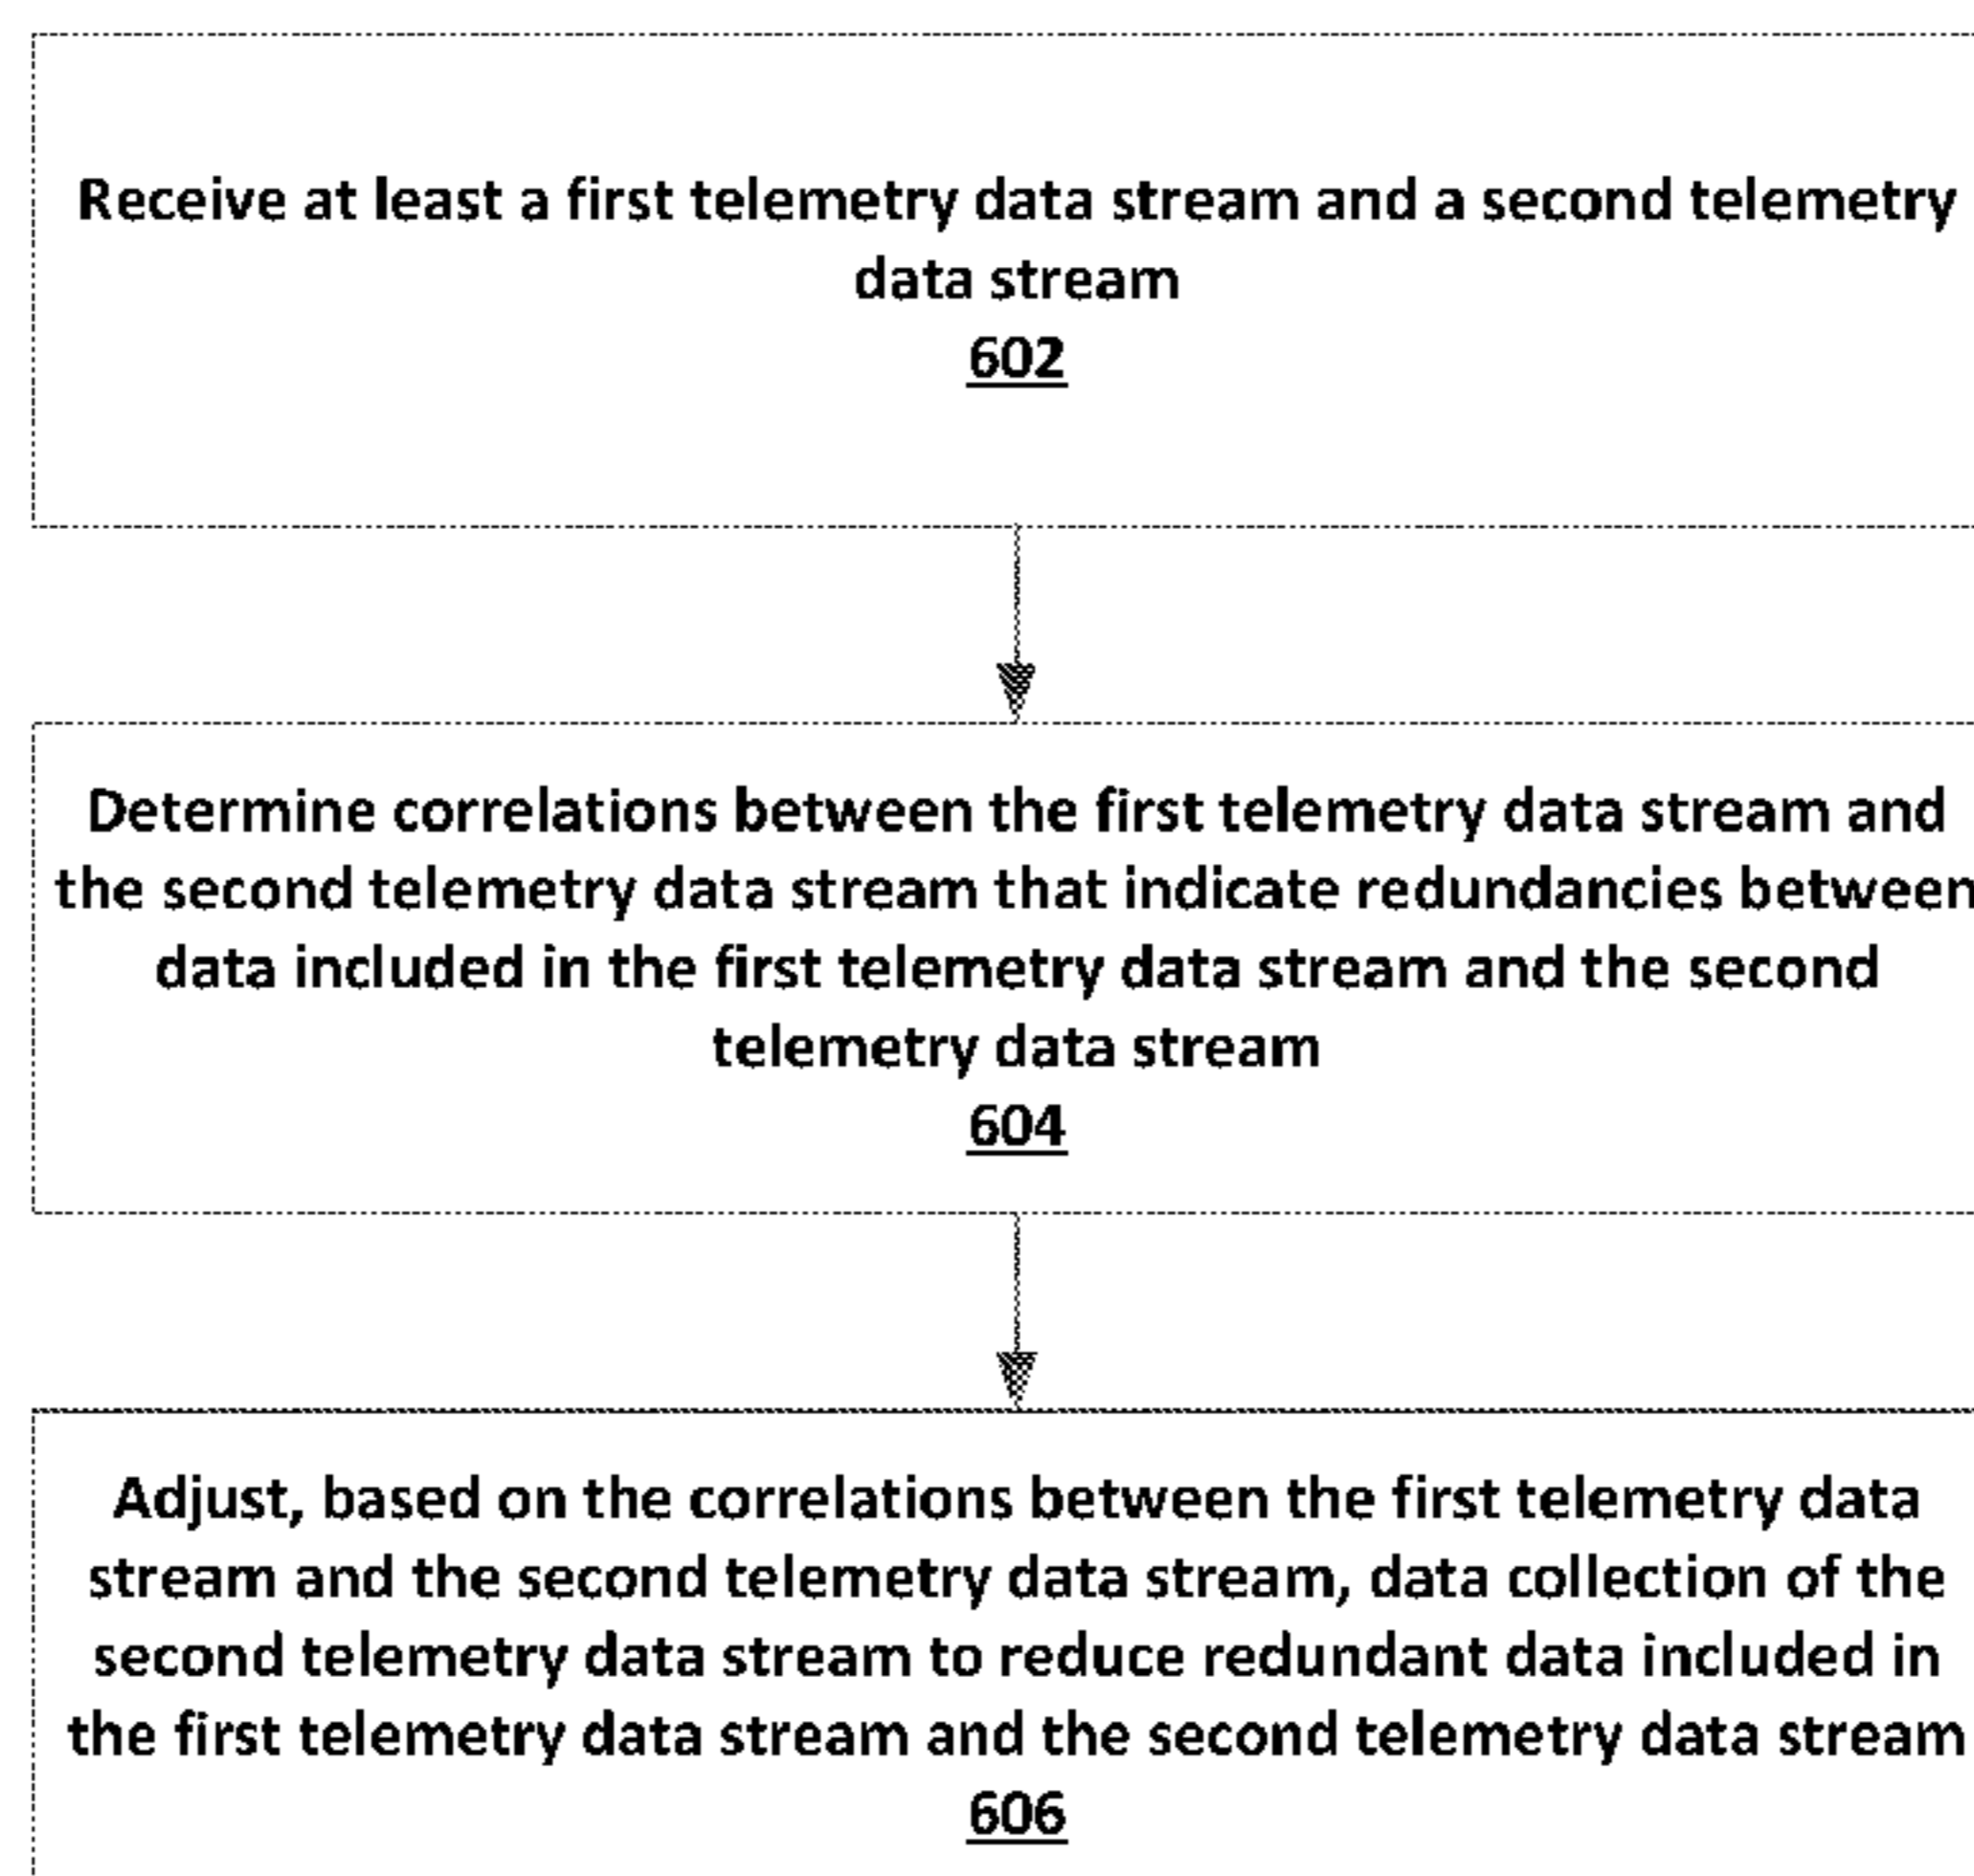 Receive at least a first telemetry data stream and a second telemetry
data stream
602
Determine correlations between the first telemetry data stream and
the second telemetry data stream that indicate redundancies between
data included in the first telemetry data stream and the second
telemetry data stream
604
Adjust, based on the correlations between the first telemetry data
stream and the second telemetry data stream, data collection of the
second telemetry data stream to reduce redundant data included in
the first telemetry data stream and the second telemetry data stream
606